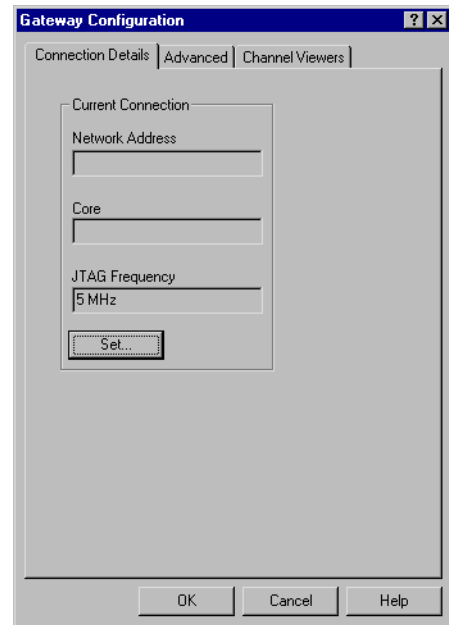 Gateway Configuration
Connection Details Advanced Channel Viewers
Current Connection
Network Address
Core
JTAG Frequency
5 MHz
Set...
OK Cancel Help